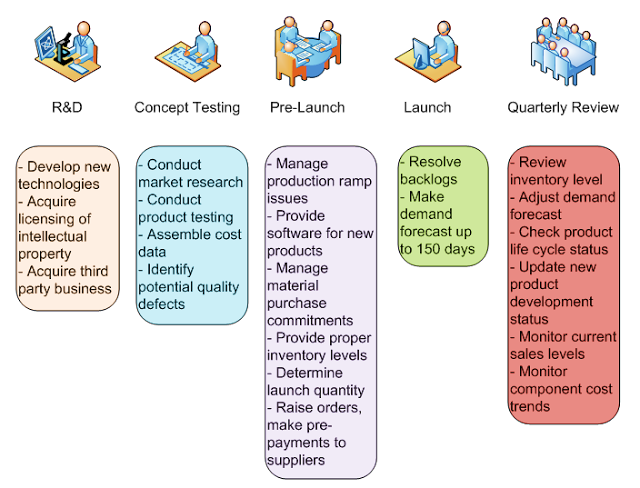 R&D
Concept Testing
Pre-Launch
Launch
Quarterly Review
- Develop new
technologies
- Acquire
licensing of
intellectual
property
- Acquire third
party business
- Conduct
market research
- Conduct
product testing
- Assemble cost
data
- Identify
potential quality
defects
- Manage
production ramp
issues
- Provide
software for new
products
- Manage
material
purchase
commitments
- Provide proper
inventory levels
- Determine
launch quantity
- Raise orders,
make pre-
payments to
suppliers
- Resolve
backlogs
- Make
demand
forecast up
to 150 days
- Review
inventory level
- Adjust demand
forecast
- Check product
life cycle status
- Update new
product
development
status
- Monitor current
sales levels
- Monitor
component cost
trends